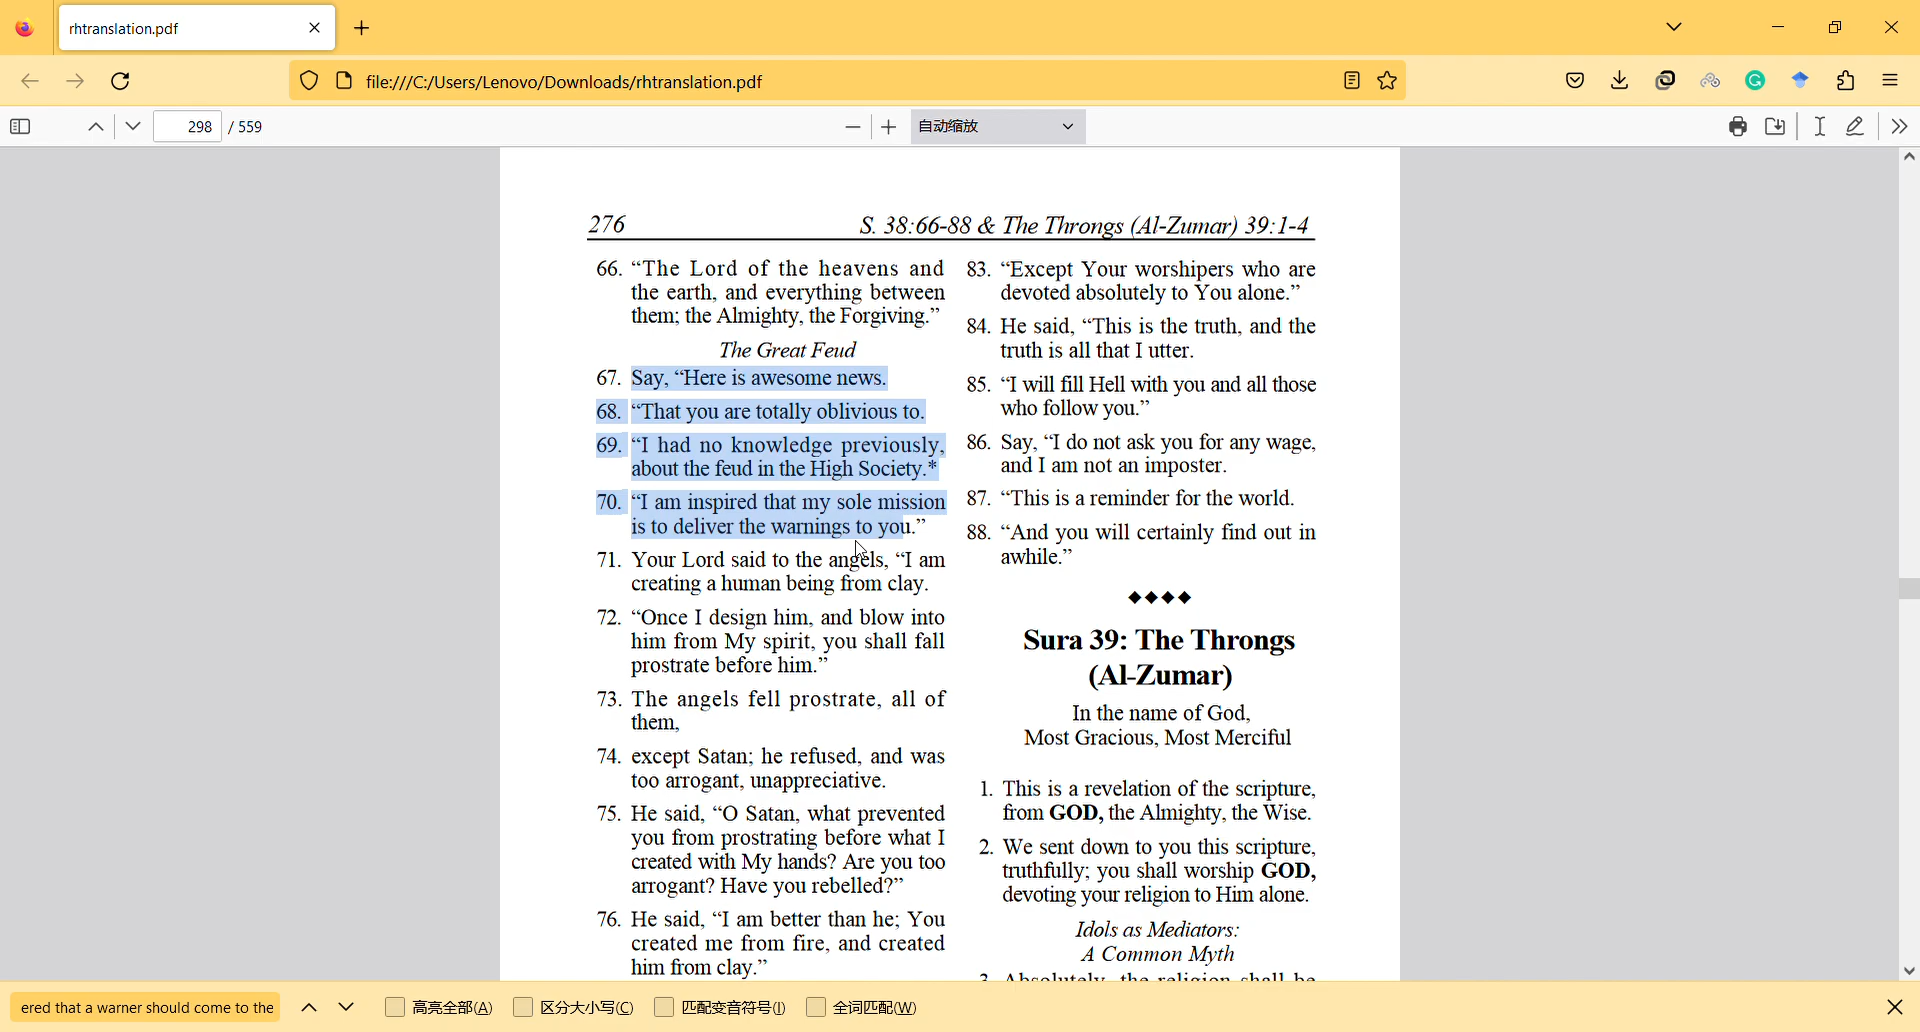 rhtranslation.pdf
file:///C:/Users/Lenovo/Downloads/rhtranslation.pdf
298 / 559
自动缩放
276
S. 38:66-88 & The Throngs (Al-Zumar) 39:1-4
66. “The Lord of the heavens and
the earth, and everything between
them; the Almighty, the Forgiving.”
The Great Feud
67. Say, “Here is awesome news.
68. “That you are totally oblivious to.
69. “I had no knowledge previously,
about the feud in the High Society.*
70. “I am inspired that my sole mission
is to deliver the warnings to you.”
71. Your Lord said to the angels, “I am
creating a human being from clay.
72. “Once I design him, and blow into
him from My spirit, you shall fall
prostrate before him.”
73. The angels fell prostrate, all of
them,
74. except Satan; he refused, and was
too arrogant, unappreciative.
75. He said, “O Satan, what prevented
you from prostrating before what I
created with My hands? Are you too
arrogant? Have you rebelled?”
76. He said, “I am better than he; You
created me from fire, and created
him from clay.”
83. “Except Your worshipers who are
devoted absolutely to You alone.”
84. He said, “This is the truth, and the
truth is all that I utter.
85. “I will fill Hell with you and all those
who follow you.”
86. Say, “I do not ask you for any wage,
and I am not an imposter.
87. “This is a reminder for the world.
88. “And you will certainly find out in
awhile.”
Sura 39: The Throngs
(Al-Zumar)
In the name of God,
Most Gracious, Most Merciful
1. This is a revelation of the scripture,
from GOD, the Almighty, the Wise.
2. We sent down to you this scripture,
truthfully; you shall worship GOD,
devoting your religion to Him alone.
Idols as Mediators:
A Common Myth
3. Absolutely, the religion shall be
ered that a warner should come to the
高亮全部(A)
区分大小写(C)
匹配变音符号(I)
全词匹配(W)